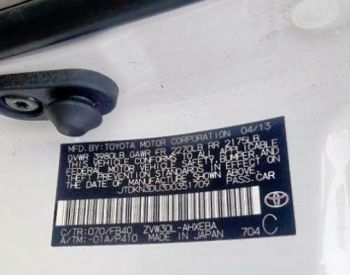 MFD. BY: TOYOTA MOTOR CORPORATION 04/13
GVWR 3980LB GAWR FR 2270LB RR 2175LB
THIS VEHICLE CONFORMS TO ALL APPLICABLE
FEDERAL MOTOR VEHICLE SAFETY, BUMPER, AND
THEFT PREVENTION STANDARDS IN EFFECT ON
THE DATE OF MANUFACTURE SHOWN ABOVE.
JTDKN3DU300351709 PASS. CAR
C/TR: 070/FB40 ZVW30L-AHXEBA
A/TM: -01A/P410 MADE IN JAPAN 704 C
TOYOTA